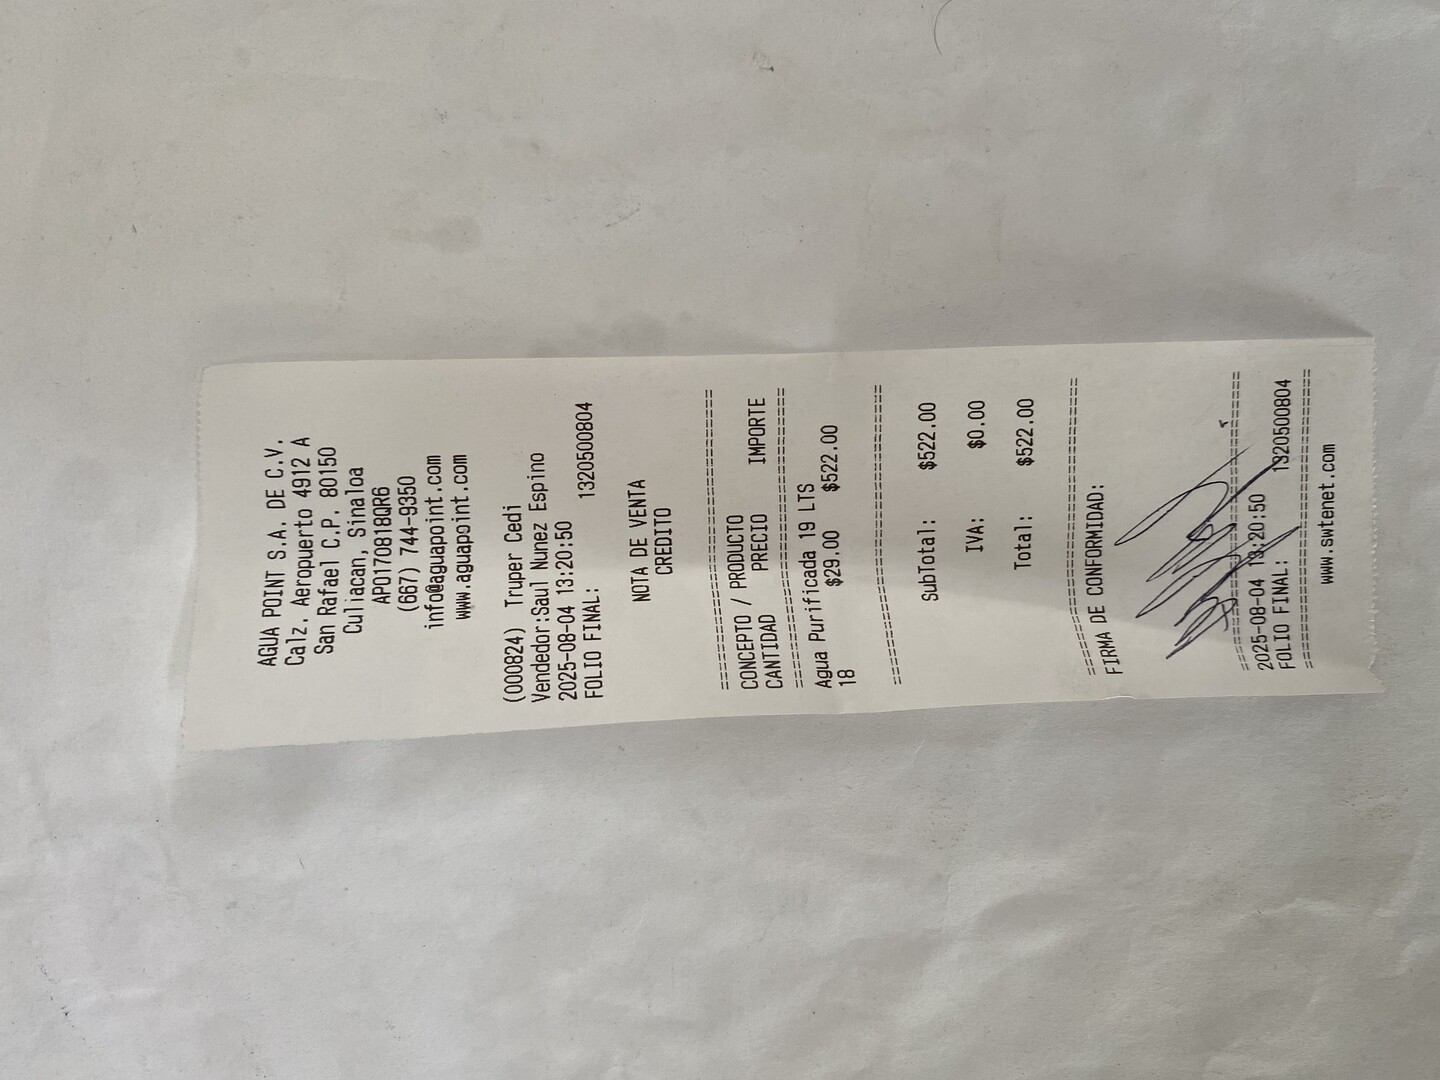 AGUA POINT S.A. DE C.V.
Calz. Aeropuerto 4912 A
San Rafael C.P. 80150
Culiacan, Sinaloa
APO170818QR6
(667) 744-9350
info@aguapoint.com
www.aguapoint.com
(000824) Truper Cedi
Vendedor:Saul Nunez Espino
2025-08-04 13:20:50
FOLIO FINAL: 1320500804
NOTA DE VENTA
CREDITO
CONCEPTO / PRODUCTO
CANTIDAD PRECIO IMPORTE
Agua Purificada 19 LTS
18 $29.00 $522.00
SubTotal: $522.00
IVA: $0.00
Total: $522.00
FIRMA DE CONFORMIDAD:
2025-08-04 13:20:50
FOLIO FINAL: 1320500804
www.swtenet.com